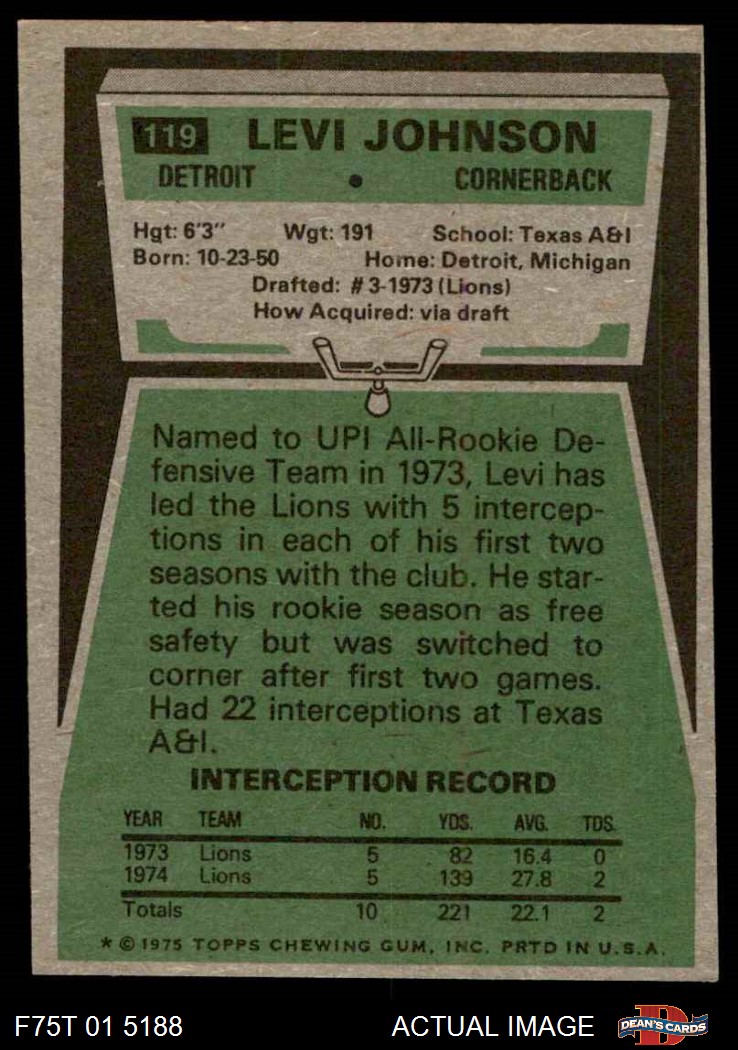 119 LEVI JOHNSON
DETROIT • CORNERBACK
Hgt: 6'3" Wgt: 191 School: Texas A&I
Born: 10-23-50 Home: Detroit, Michigan
Drafted: #3-1973 (Lions)
How Acquired: via draft
Named to UPI All-Rookie De-
fensive Team in 1973, Levi has
led the Lions with 5 intercep-
tions in each of his first two
seasons with the club. He star-
ted his rookie season as free
safety but was switched to
corner after first two games.
Had 22 interceptions at Texas
A&I.
INTERCEPTION RECORD
YEAR TEAM NO. YDS. AVG. TDS.
1973 Lions 5 82 16.4 0
1974 Lions 5 139 27.8 2
Totals 10 221 22.1 2
* © 1975 TOPPS CHEWING GUM, INC. PRTD IN U.S.A.
F75T 01 5188 ACTUAL IMAGE D DEAN'S CARDS